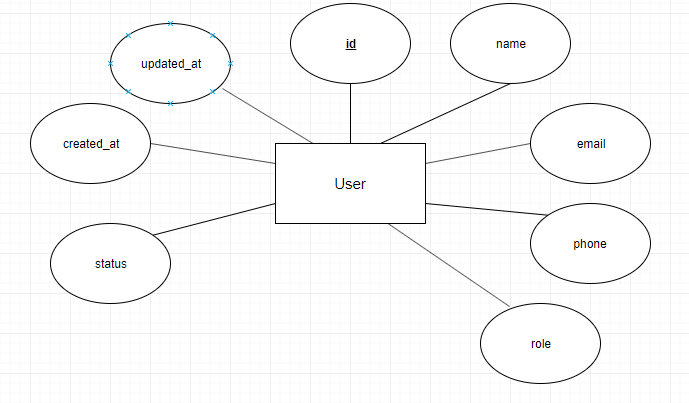 id
name
updated_at
created_at
email
User
phone
status
role